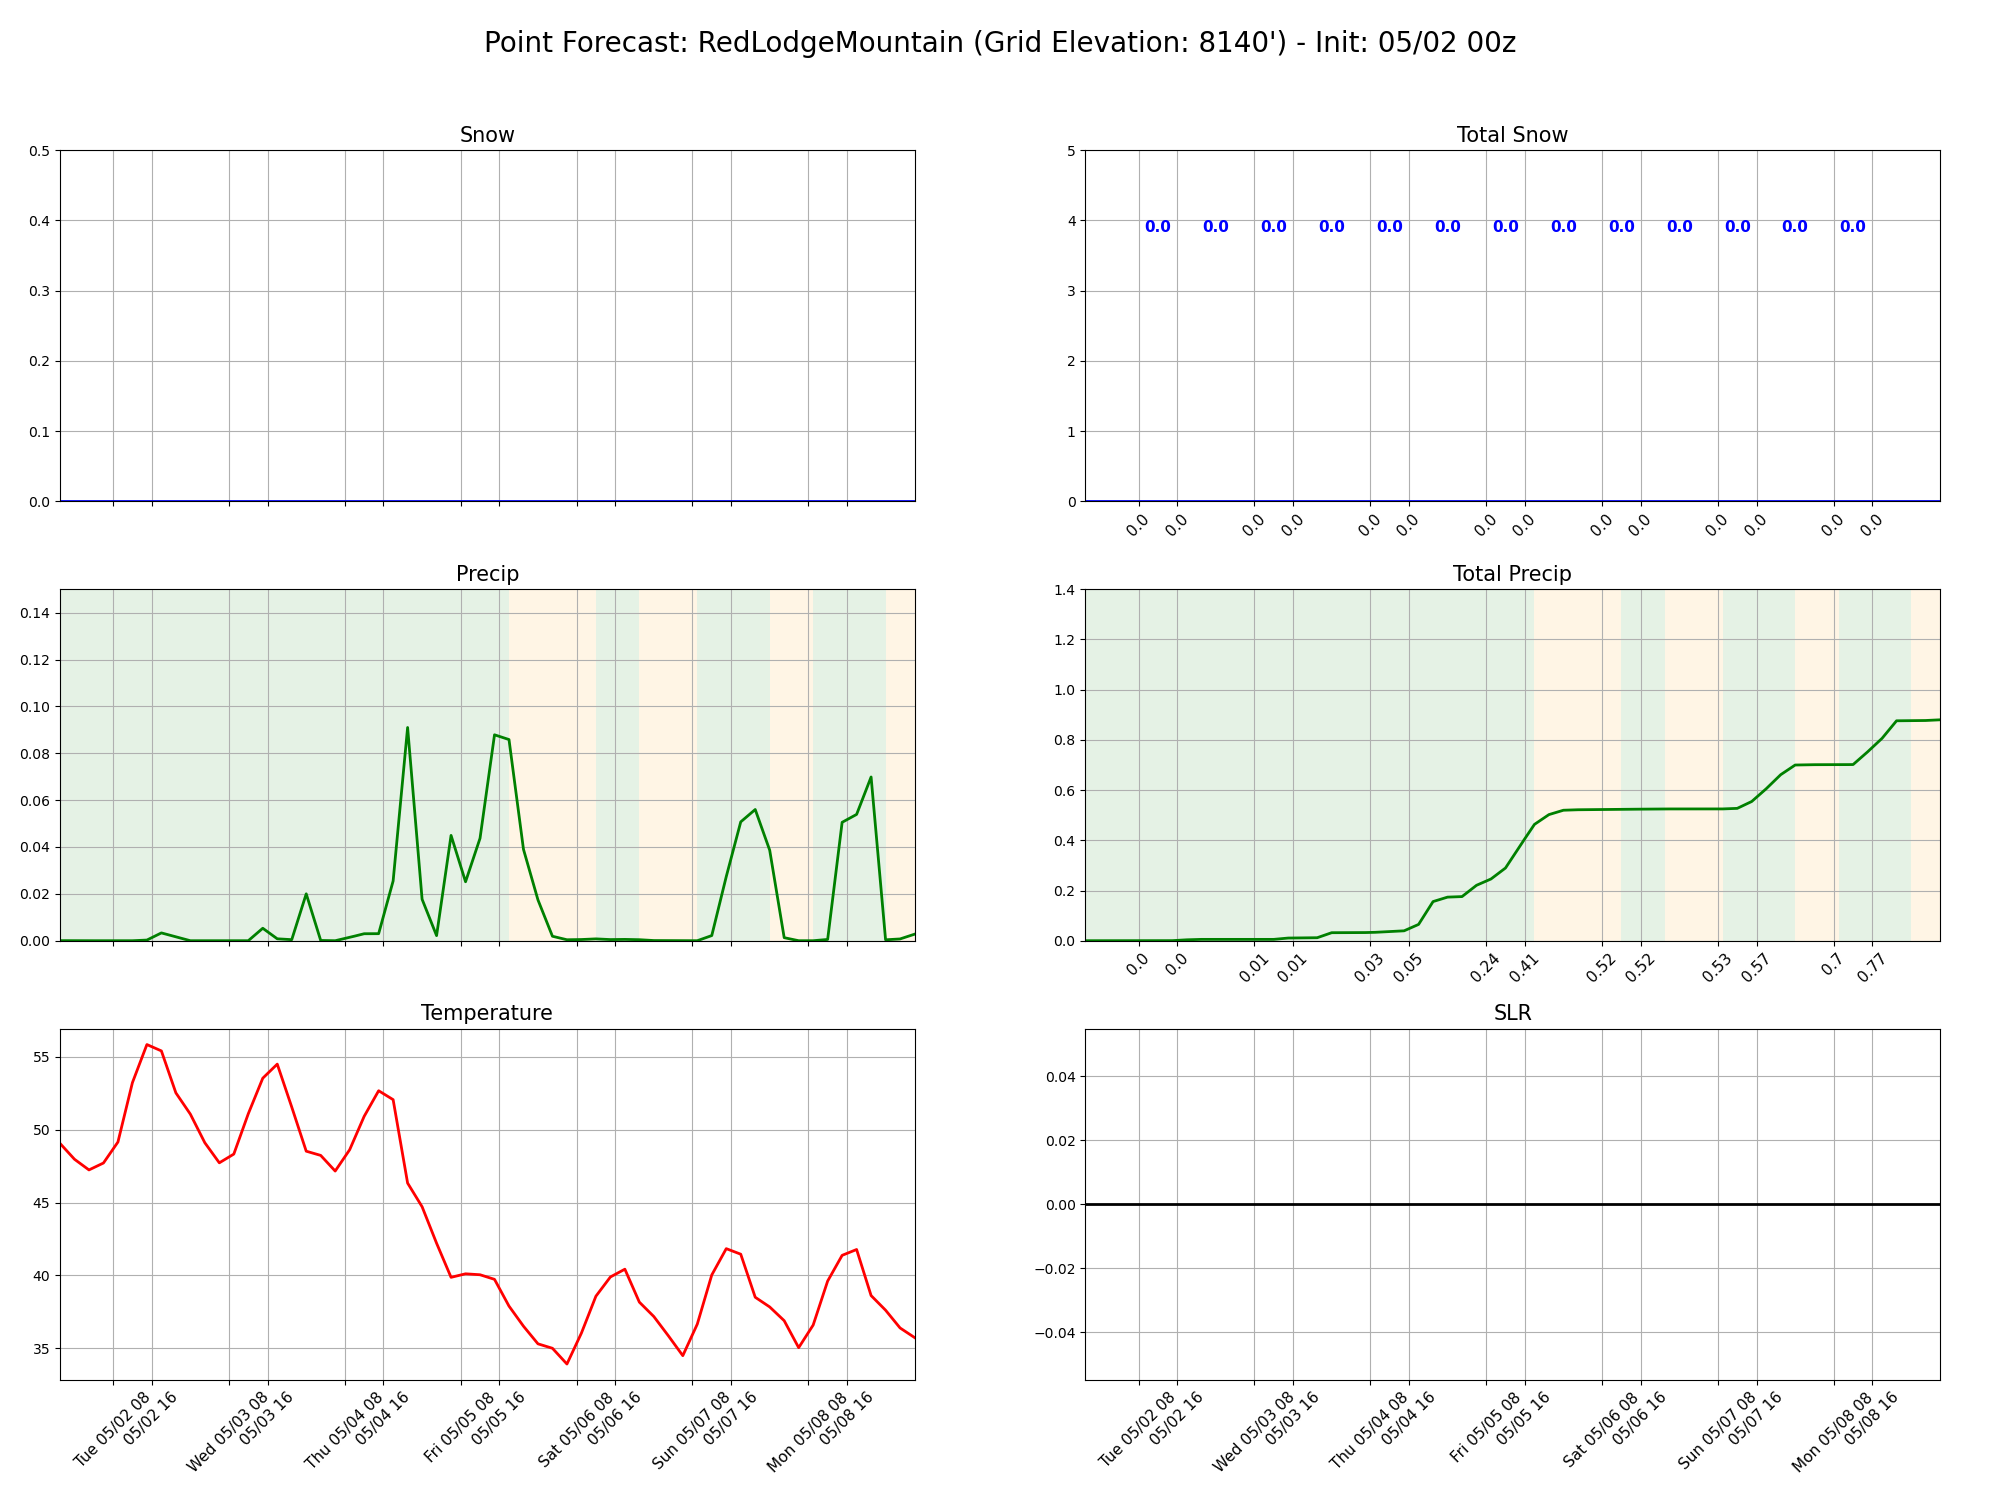 Point Forecast: RedLodgeMountain (Grid Elevation: 8140') - Init: 05/02 00z
Snow
0.5
0.4
0.3
0.2
0.1
0.0
Total Snow
5
4
3
2
1
0
0.0 0.0 0.0 0.0 0.0 0.0 0.0 0.0 0.0 0.0 0.0 0.0 0.0
0.0 0.0 0.0 0.0 0.0 0.0 0.0 0.0 0.0 0.0 0.0 0.0 0.0 0.0
Precip
0.14
0.12
0.10
0.08
0.06
0.04
0.02
0.00
Total Precip
1.4
1.2
1.0
0.8
0.6
0.4
0.2
0.0
0.0 0.0 0.01 0.01 0.03 0.05 0.24 0.41 0.52 0.52 0.53 0.57 0.7 0.77
Temperature
55
50
45
40
35
Tue 05/02 08
05/02 16
Wed 05/03 08
05/03 16
Thu 05/04 08
05/04 16
Fri 05/05 08
05/05 16
Sat 05/06 08
05/06 16
Sun 05/07 08
05/07 16
Mon 05/08 08
05/08 16
SLR
0.04
0.02
0.00
−0.02
−0.04
Tue 05/02 08
05/02 16
Wed 05/03 08
05/03 16
Thu 05/04 08
05/04 16
Fri 05/05 08
05/05 16
Sat 05/06 08
05/06 16
Sun 05/07 08
05/07 16
Mon 05/08 08
05/08 16